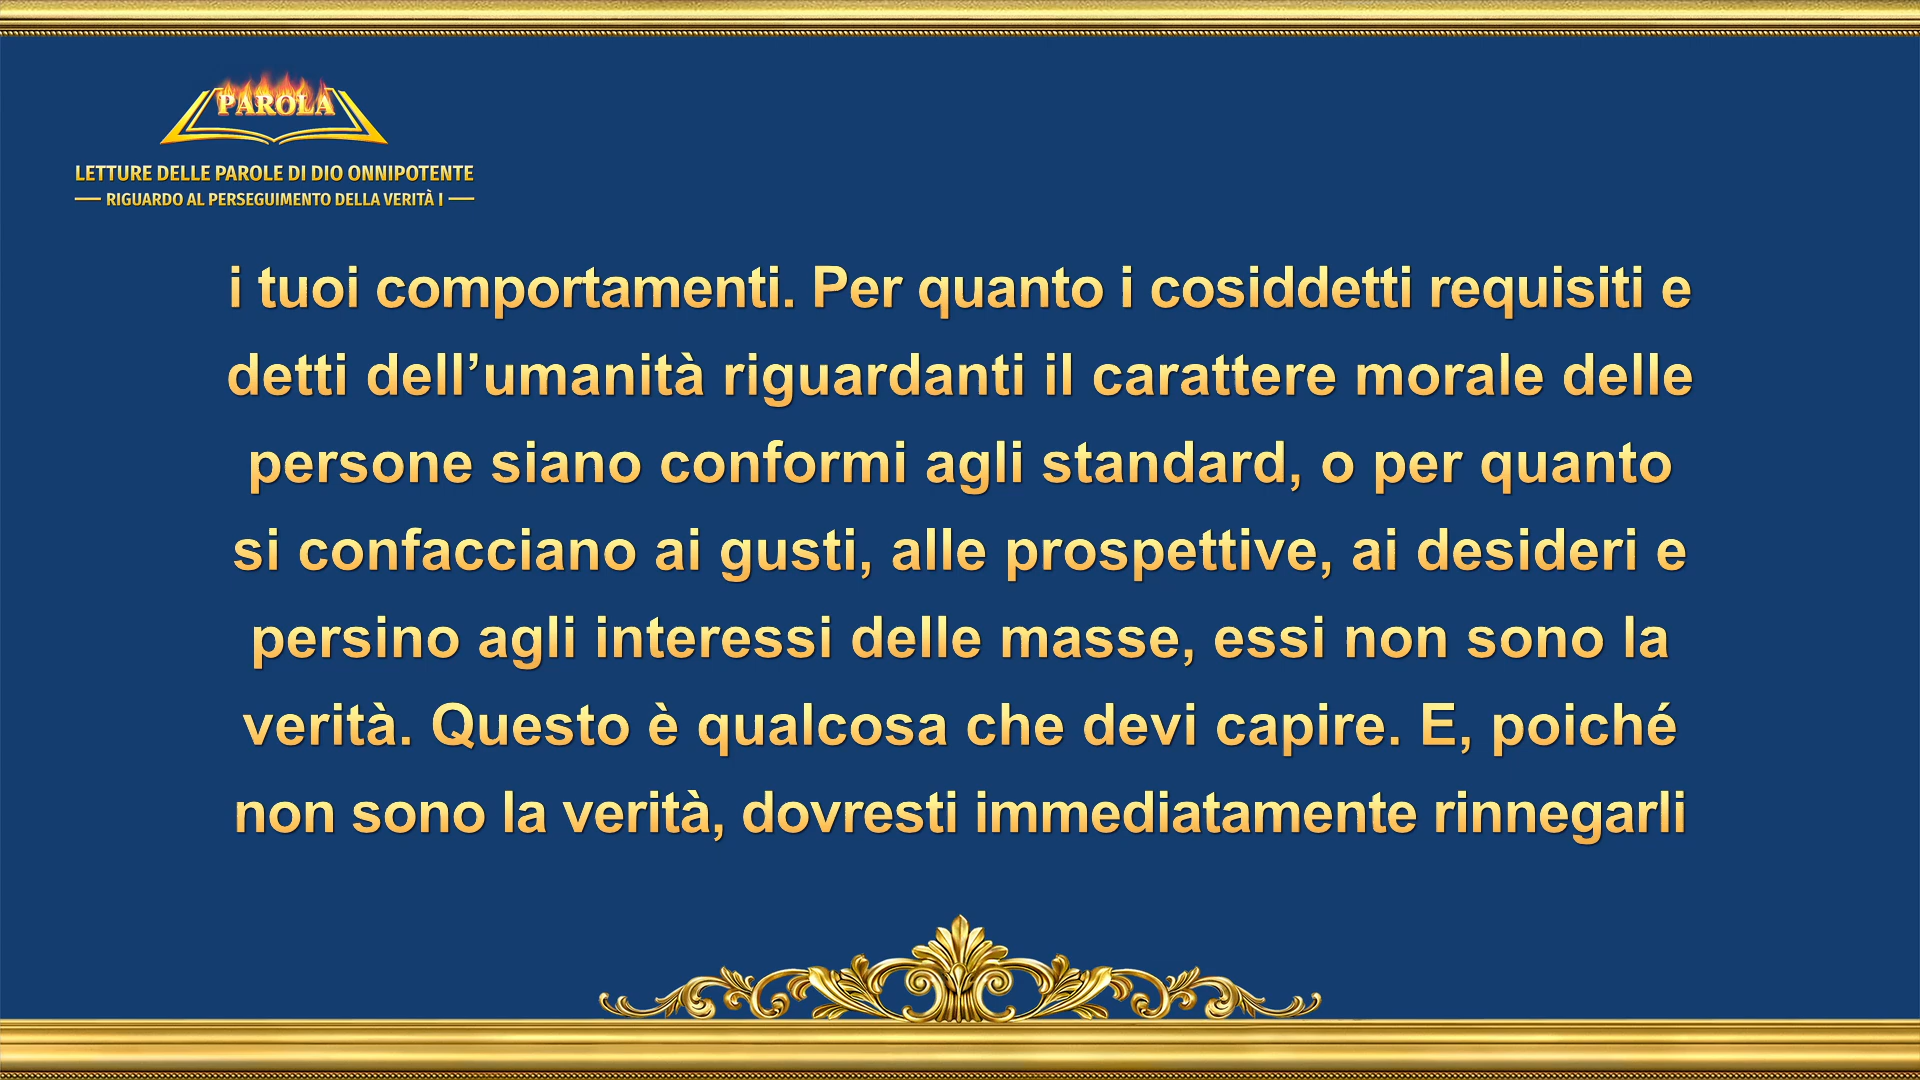 PAROLA
LETTURE DELLE PAROLE DI DIO ONNIPOTENTE
RIGUARDO AL PERSEGUIMENTO DELLA VERITÀ I
i tuoi comportamenti. Per quanto i cosiddetti requisiti e
detti dell’umanità riguardanti il carattere morale delle
persone siano conformi agli standard, o per quanto
si confacciano ai gusti, alle prospettive, ai desideri e
persino agli interessi delle masse, essi non sono la
verità. Questo è qualcosa che devi capire. E, poiché
non sono la verità, dovresti immediatamente rinnegarli